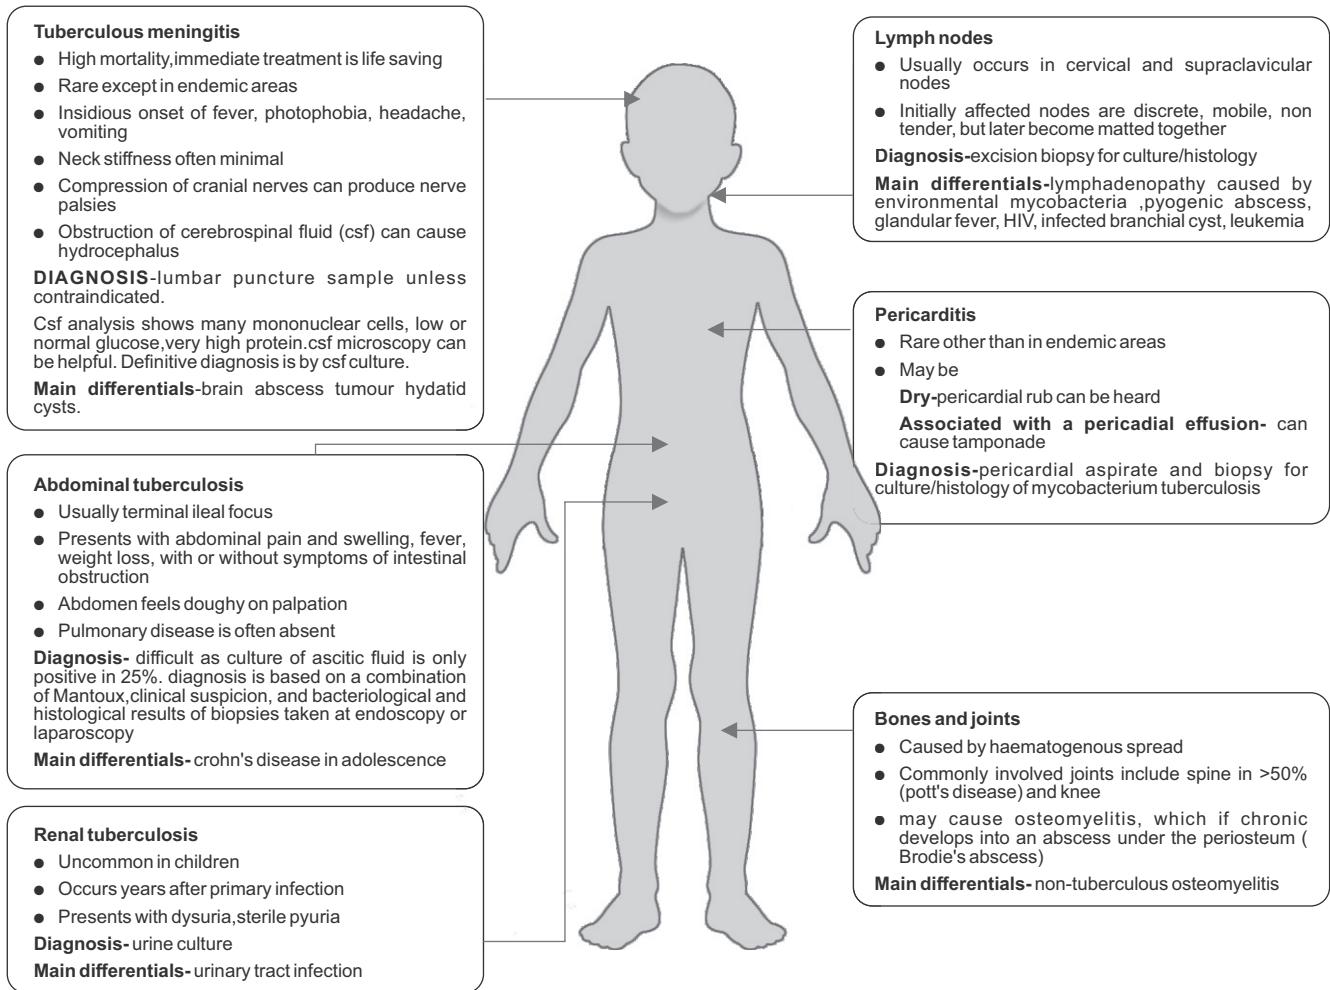 Tuberculous meningitis
● High mortality,immediate treatment is life saving
● Rare except in endemic areas
● Insidious onset of fever, photophobia, headache,
vomiting
● Neck stiffness often minimal
● Compression of cranial nerves can produce nerve
palsies
● Obstruction of cerebrospinal fluid (csf) can cause
hydrocephalus
DIAGNOSIS-lumbar puncture sample unless
contraindicated.
Csf analysis shows many mononuclear cells, low or
normal glucose,very high protein.csf microscopy can
be helpful. Definitive diagnosis is by csf culture.
Main differentials-brain abscess tumour hydatid
cysts.
Abdominal tuberculosis
● Usually terminal ileal focus
● Presents with abdominal pain and swelling, fever,
weight loss, with or without symptoms of intestinal
obstruction
● Abdomen feels doughy on palpation
● Pulmonary disease is often absent
Diagnosis- difficult as culture of ascitic fluid is only
positive in 25%. diagnosis is based on a combination
of Mantoux,clinical suspicion, and bacteriological and
histological results of biopsies taken at endoscopy or
laparoscopy
Main differentials- crohn's disease in adolescence
Renal tuberculosis
● Uncommon in children
● Occurs years after primary infection
● Presents with dysuria,sterile pyuria
Diagnosis- urine culture
Main differentials- urinary tract infection
Lymph nodes
● Usually occurs in cervical and supraclavicular
nodes
● Initially affected nodes are discrete, mobile, non
tender, but later become matted together
Diagnosis-excision biopsy for culture/histology
Main differentials-lymphadenopathy caused by
environmental mycobacteria ,pyogenic abscess,
glandular fever, HIV, infected branchial cyst, leukemia
Pericarditis
● Rare other than in endemic areas
● May be
Dry-pericardial rub can be heard
Associated with a pericadial effusion- can
cause tamponade
Diagnosis-pericardial aspirate and biopsy for
culture/histology of mycobacterium tuberculosis
Bones and joints
● Caused by haematogenous spread
● Commonly involved joints include spine in >50%
(pott's disease) and knee
● may cause osteomyelitis, which if chronic
develops into an abscess under the periosteum (
Brodie's abscess)
Main differentials- non-tuberculous osteomyelitis